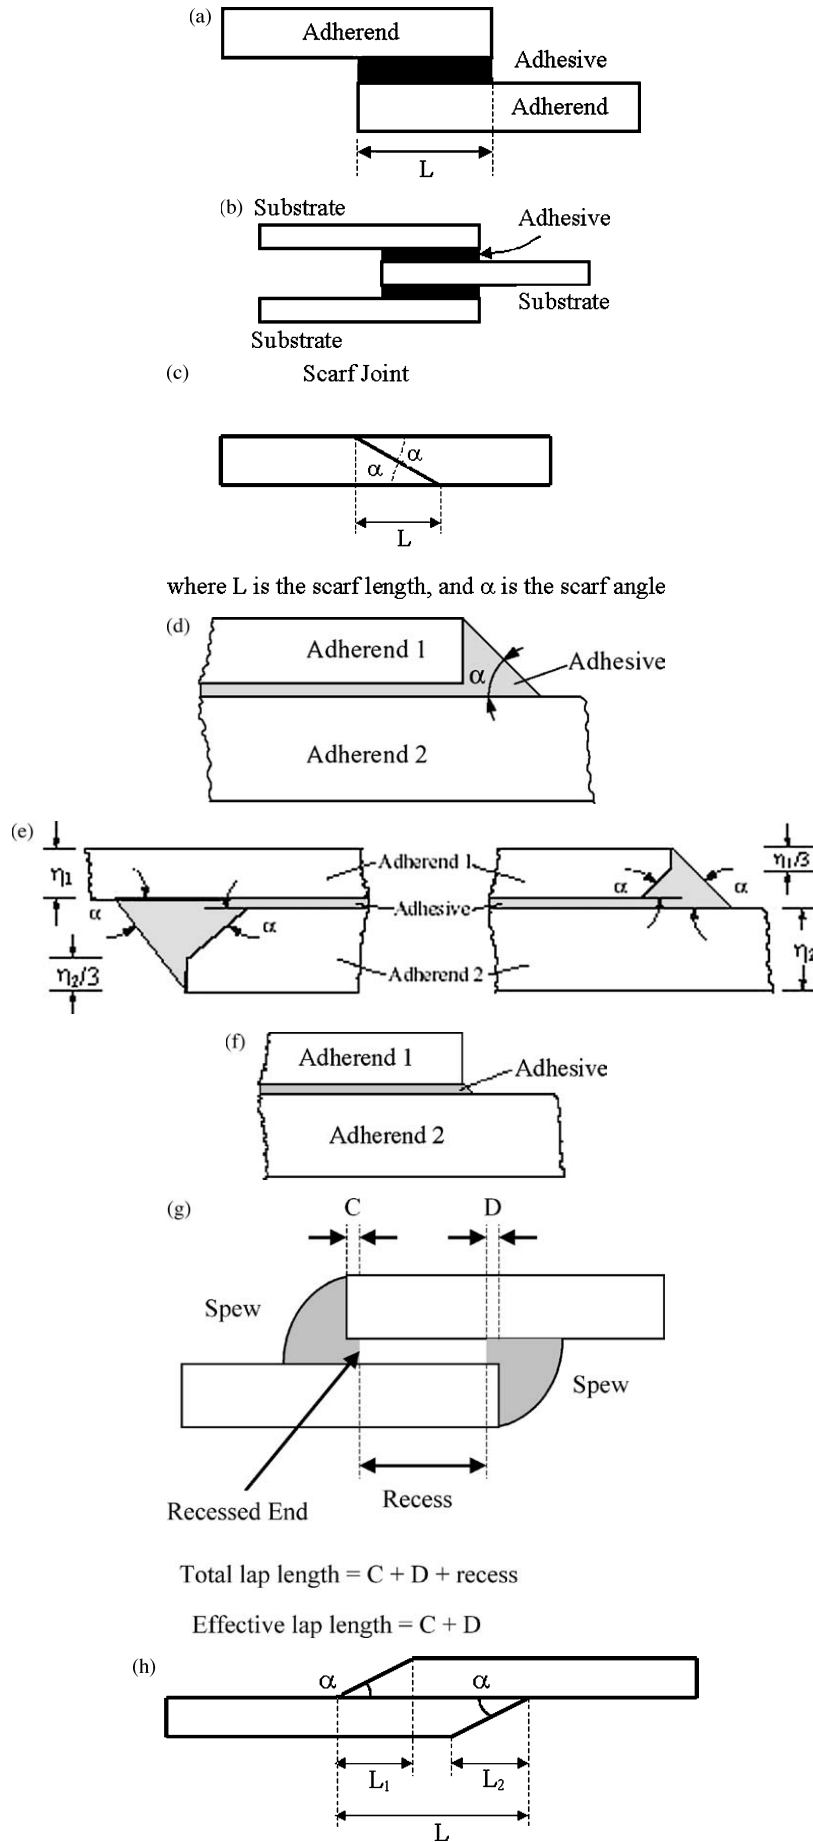 (a)
Adherend
Adhesive
Adherend
L
(b)
Substrate
Adhesive
Substrate
Substrate
(c)
Scarf Joint
α
α
L
where L is the scarf length, and α is the scarf angle
(d)
Adherend 1
α
Adhesive
Adherend 2
(e)
η1
Adherend 1
η1/3
α
α
Adhesive
α
α
η2/3
Adherend 2
η2
(f)
Adherend 1
Adhesive
Adherend 2
(g)
C
D
Spew
Spew
Recess
Recessed End
Total lap length = C + D + recess
Effective lap length = C + D
(h)
α
α
L1
L2
L